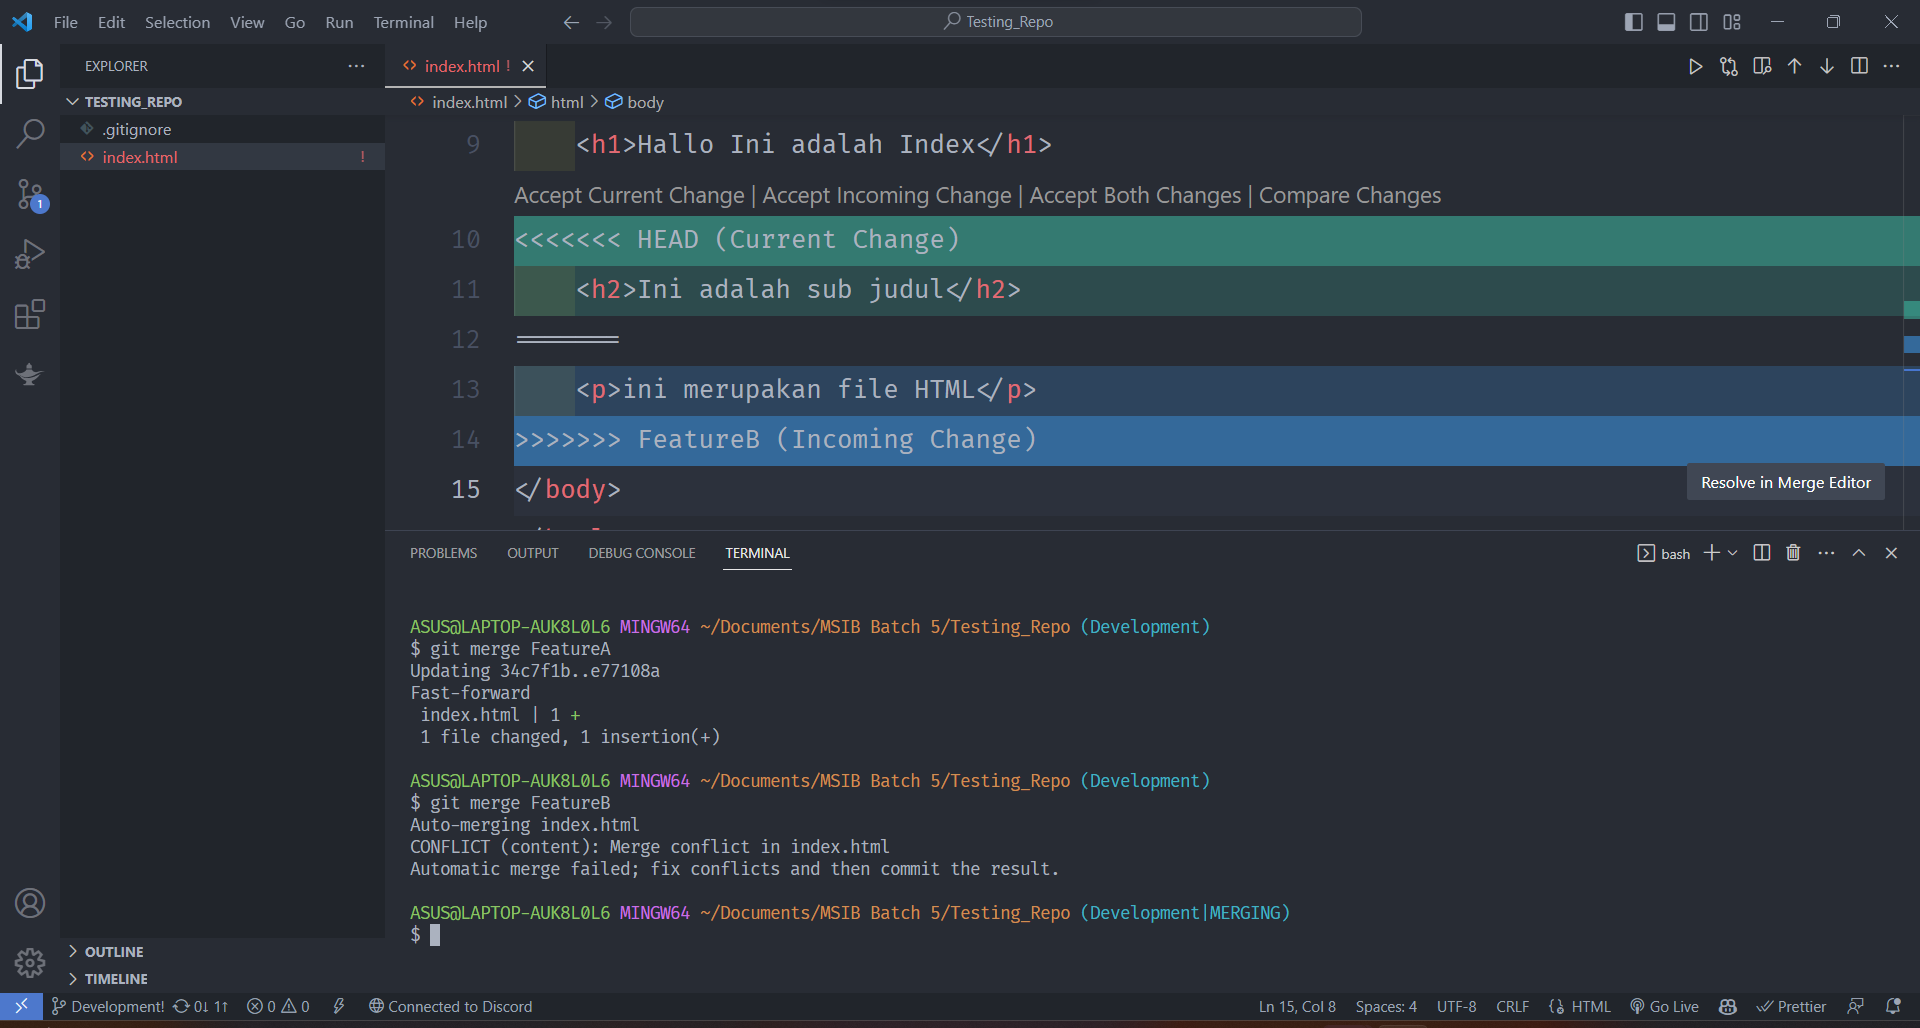 File Edit Selection View Go Run Terminal Help
Testing_Repo
EXPLORER
index.html !
TESTING_REPO
.gitignore
index.html !
1
index.html > html > body
9 <h1>Hallo Ini adalah Index</h1>
Accept Current Change | Accept Incoming Change | Accept Both Changes | Compare Changes
10 <<<<<<< HEAD (Current Change)
11 <h2>Ini adalah sub judul</h2>
12 =======
13 <p>ini merupakan file HTML</p>
14 >>>>>>> FeatureB (Incoming Change)
15 </body>
Resolve in Merge Editor
PROBLEMS OUTPUT DEBUG CONSOLE TERMINAL
bash
ASUS@LAPTOP-AUK8L0L6 MINGW64 ~/Documents/MSIB Batch 5/Testing_Repo (Development)
$ git merge FeatureA
Updating 34c7f1b..e77108a
Fast-forward
index.html | 1 +
1 file changed, 1 insertion(+)
ASUS@LAPTOP-AUK8L0L6 MINGW64 ~/Documents/MSIB Batch 5/Testing_Repo (Development)
$ git merge FeatureB
Auto-merging index.html
CONFLICT (content): Merge conflict in index.html
Automatic merge failed; fix conflicts and then commit the result.
ASUS@LAPTOP-AUK8L0L6 MINGW64 ~/Documents/MSIB Batch 5/Testing_Repo (Development|MERGING)
$
OUTLINE
TIMELINE
Development! 0↓ 1↑ 0 0 Connected to Discord
Ln 15, Col 8 Spaces: 4 UTF-8 CRLF HTML Go Live Prettier